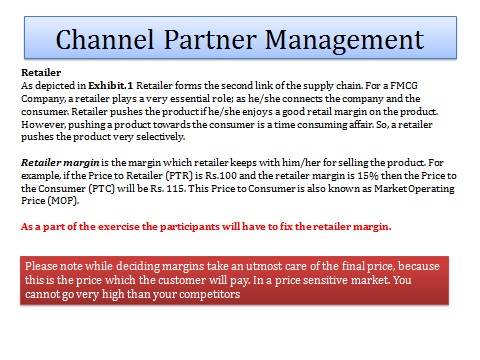 Channel Partner Management
Retailer
As depicted in Exhibit.1 Retailer forms the second link of the supply chain. For a FMCG
Company, a retailer plays a very essential role; as he/she connects the company and the
consumer. Retailer pushes the product if he/she enjoys a good retail margin on the product.
However, pushing a product towards the consumer is a time consuming affair. So, a retailer
pushes the product very selectively.
Retailer margin is the margin which retailer keeps with him/her for selling the product. For
example, if the Price to Retailer (PTR) is Rs.100 and the retailer margin is 15% then the Price to
the Consumer (PTC) will be Rs. 115. This Price to Consumer is also known as Market Operating
Price (MOP).
As a part of the exercise the participants will have to fix the retailer margin.
Please note while deciding margins take an utmost care of the final price, because
this is the price which the customer will pay. In a price sensitive market. You
cannot go very high than your competitors